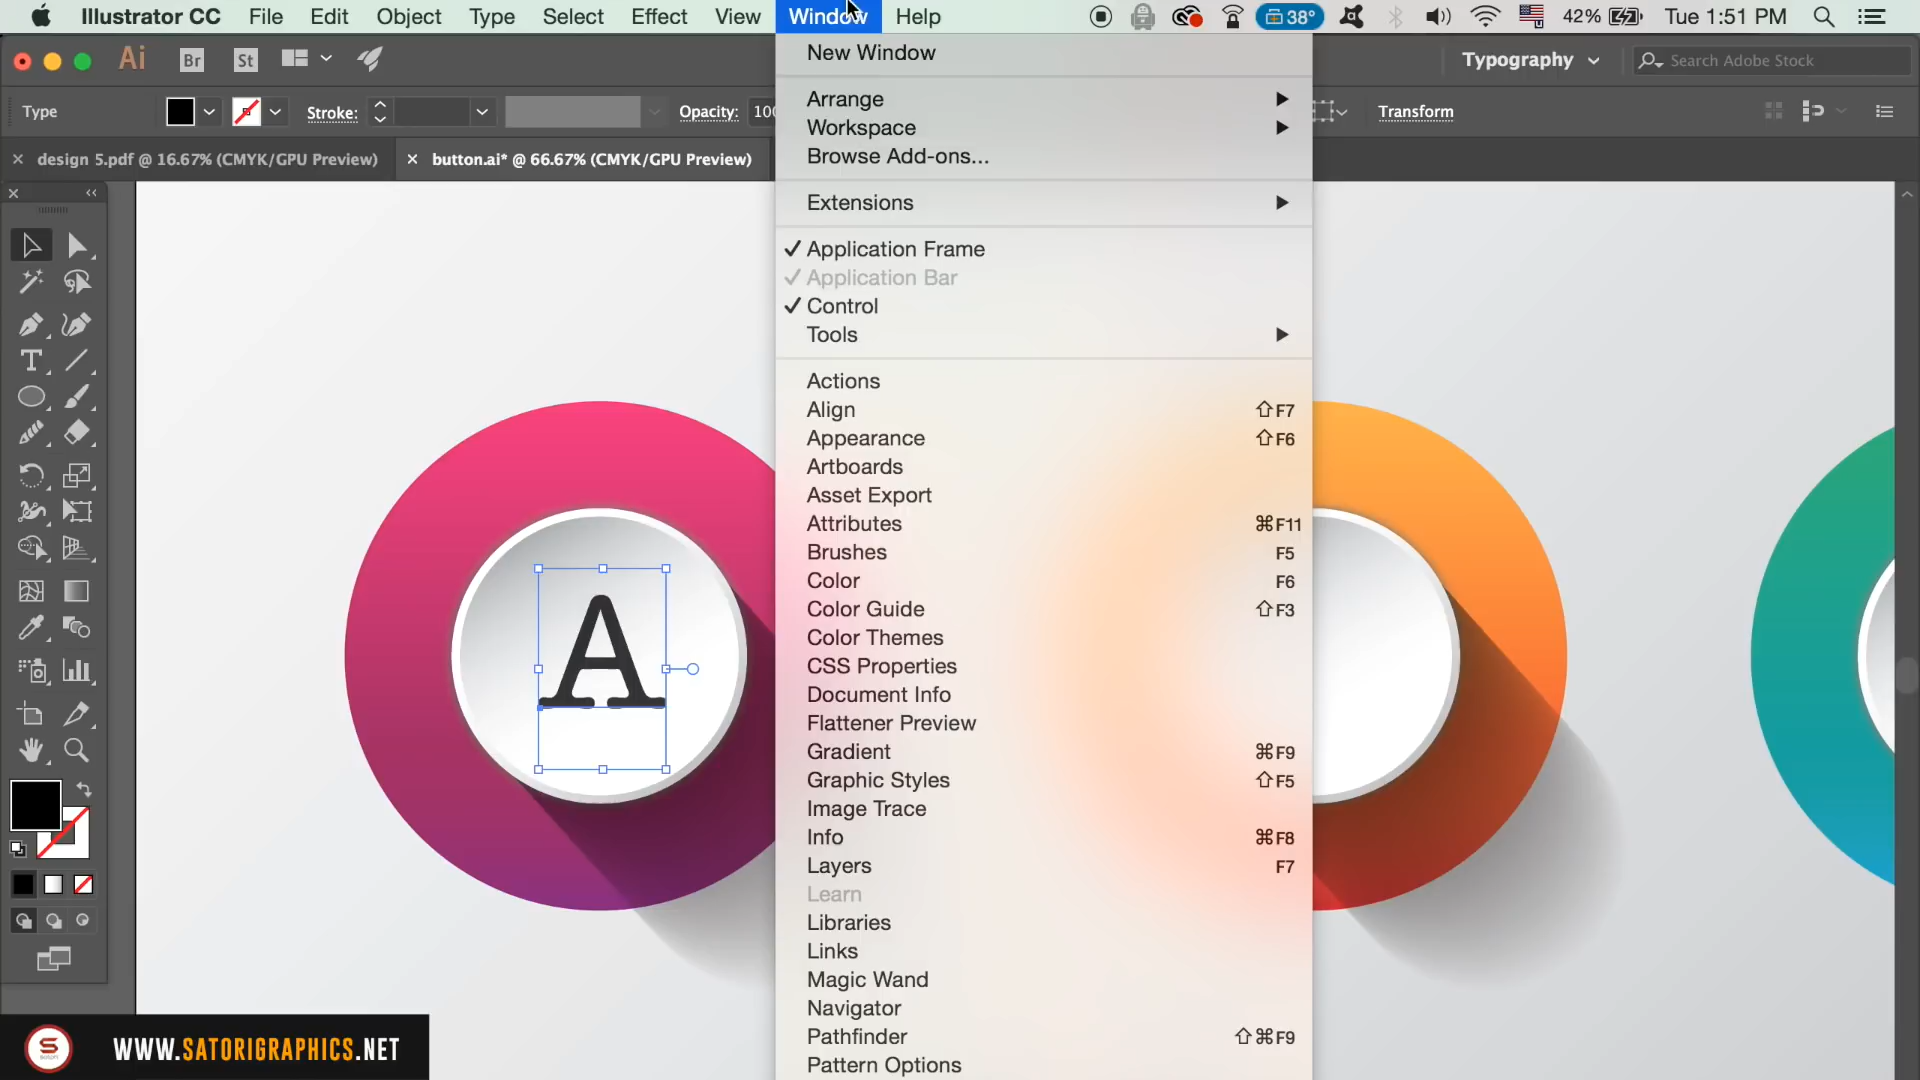 Illustrator CC File Edit Object Type Select Effect View Window Help 38° 42% Tue 1:51 PM
Ai Br St Typography Search Adobe Stock
Type Stroke: Opacity: 100 Transform
design 5.pdf @ 16.67% (CMYK/GPU Preview) button.ai* @ 66.67% (CMYK/GPU Preview)
New Window
Arrange
Workspace
Browse Add-ons...
Extensions
✓ Application Frame
✓ Application Bar
✓ Control
Tools
Actions
Align ⇧F7
Appearance ⇧F6
Artboards
Asset Export
Attributes ⌘F11
Brushes F5
Color F6
Color Guide ⇧F3
Color Themes
CSS Properties
Document Info
Flattener Preview
Gradient ⌘F9
Graphic Styles ⇧F5
Image Trace
Info ⌘F8
Layers F7
Learn
Libraries
Links
Magic Wand
Navigator
Pathfinder ⇧⌘F9
Pattern Options
A
WWW.SATORIGRAPHICS.NET